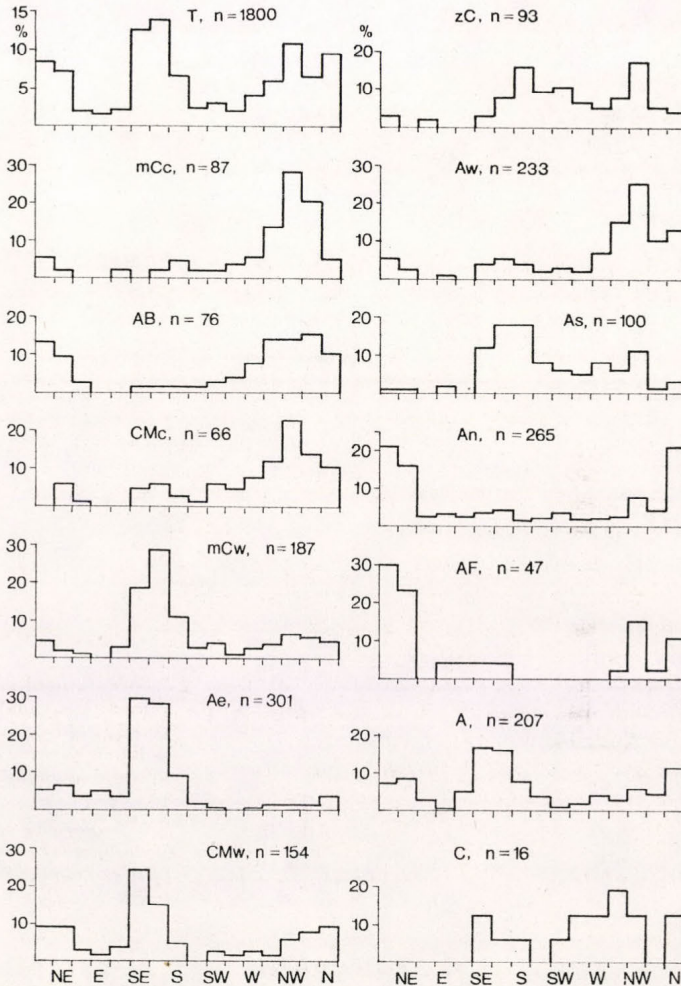 15 T, n=1800
%
10
5
% zC, n=93
20
10
30 mCc, n=87
20
10
30 Aw, n=233
20
10
20 AB, n=76
10
20 As, n=100
10
20 CMc, n=66
10
20 An, n=265
10
30 mCw, n=187
20
10
30 AF, n=47
20
10
30 Ae, n=301
20
10
20 A, n=207
10
30 CMw, n=154
20
10
NE E SE S SW W NW N
C, n=16
20
10
NE E SE S SW W NW N